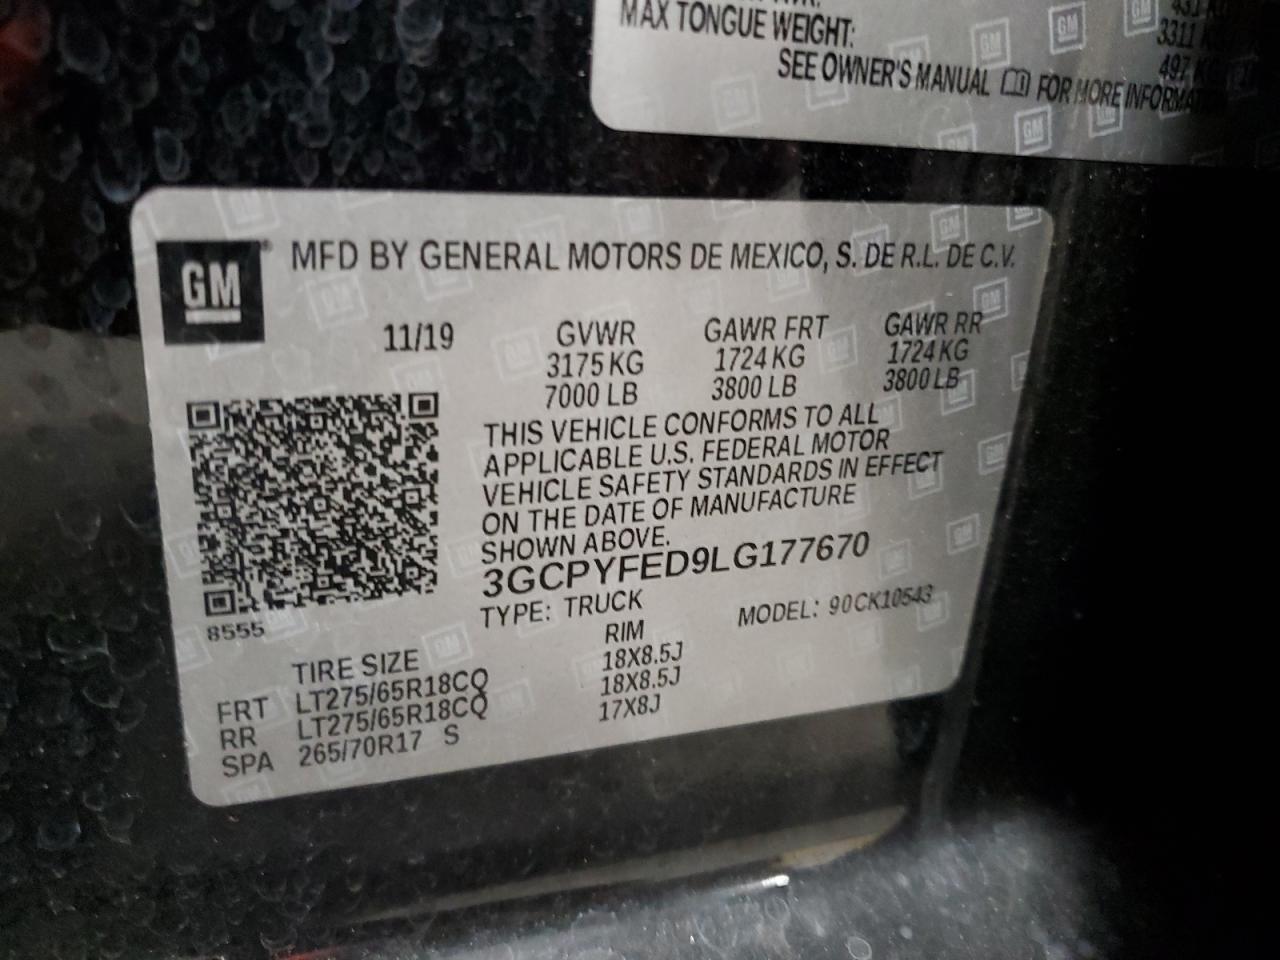 MAX TONGUE WEIGHT:
3311
497
SEE OWNER'S MANUAL FOR MORE INFORMATION
GM
MFD BY GENERAL MOTORS DE MEXICO, S. DE R.L. DE C.V.
11/19 GVWR GAWR FRT GAWR RR
3175 KG 1724 KG 1724 KG
7000 LB 3800 LB 3800 LB
THIS VEHICLE CONFORMS TO ALL
APPLICABLE U.S. FEDERAL MOTOR
VEHICLE SAFETY STANDARDS IN EFFECT
ON THE DATE OF MANUFACTURE
SHOWN ABOVE.
3GCPYFED9LG177670
TYPE: TRUCK MODEL: 90CK10543
8555
TIRE SIZE RIM
FRT LT275/65R18CQ 18X8.5J
RR LT275/65R18CQ 18X8.5J
SPA 265/70R17 S 17X8J